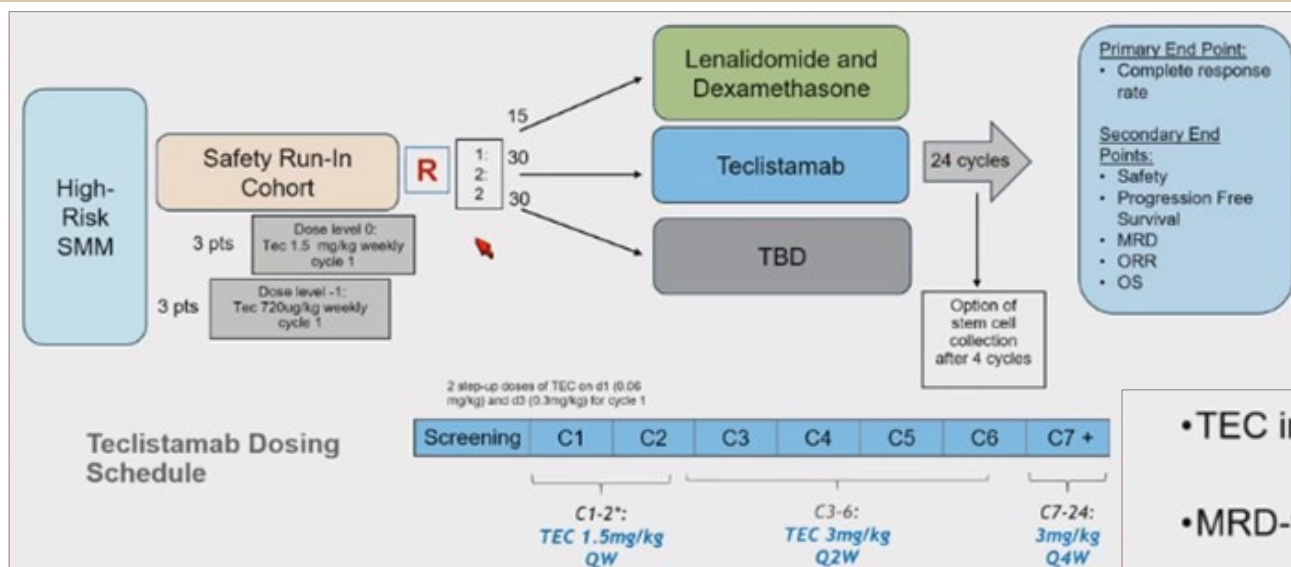 High-
Risk
SMM
Safety Run-In
Cohort
R
1:
2:
2
15
30
30
3 pts
Dose level 0:
Tec 1.5 mg/kg weekly
cycle 1
3 pts
Dose level -1:
Tec 720ug/kg weekly
cycle 1
Lenalidomide and
Dexamethasone
Teclistamab
TBD
24 cycles
Option of
stem cell
collection
after 4 cycles
Primary End Point:
• Complete response
rate
Secondary End
Points:
• Safety
• Progression Free
Survival
• MRD
• ORR
• OS
2 step-up doses of TEC on d1 (0.06
mg/kg) and d3 (0.3mg/kg) for cycle 1
Teclistamab Dosing
Schedule
Screening C1 C2 C3 C4 C5 C6 C7 +
C1-2*:
TEC 1.5mg/kg
QW
C3-6:
TEC 3mg/kg
Q2W
C7-24:
3mg/kg
Q4W
•TEC
•MRD-